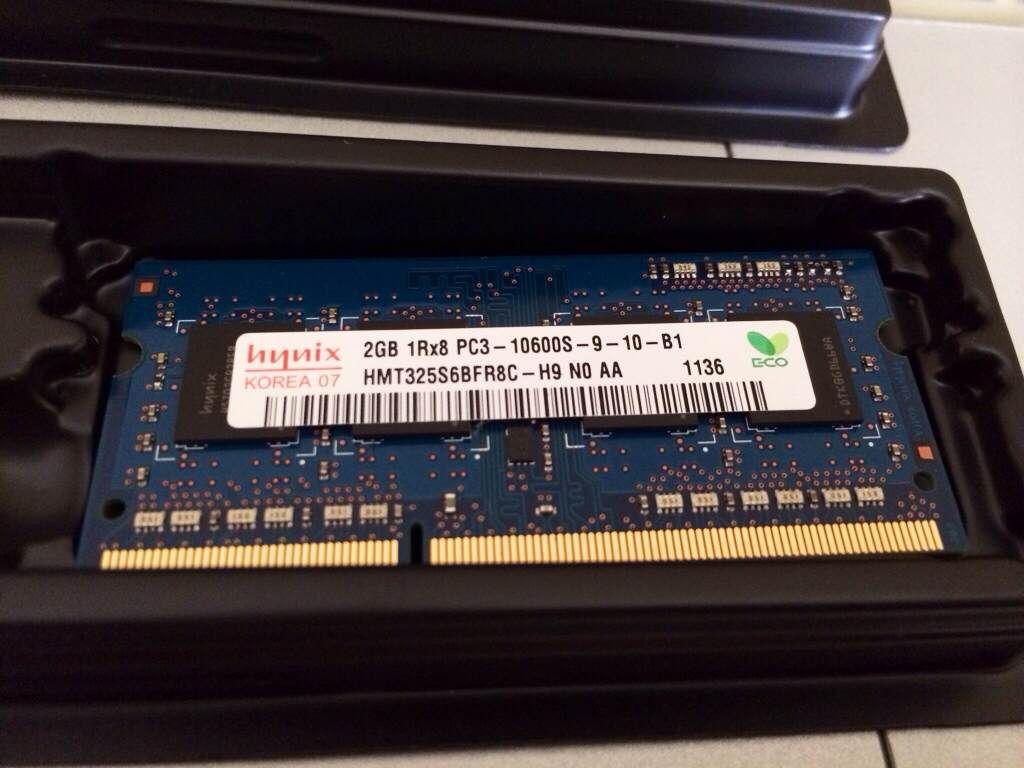 hynix
KOREA 07
2GB 1Rx8 PC3-10600S-9-10-B1
HMT325S6BFR8C-H9 N0 AA 1136
ECO
hynix